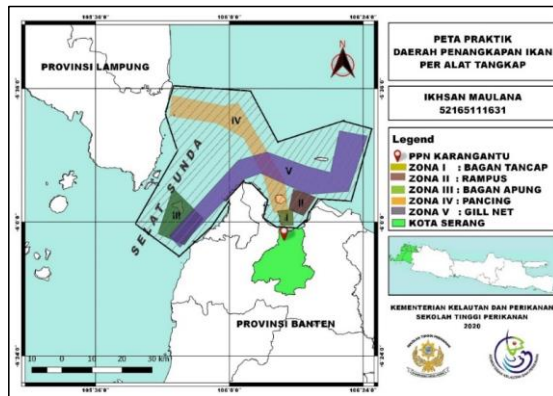 PETA PRAKTIK
DAERAH PENANGKAPAN IKAN
PER ALAT TANGKAP
IKHSAN MAULANA
52165111631
Legend
PPN KARANGANTU
ZONA I : BAGAN TANCAP
ZONA II : RAMPUS
ZONA III : BAGAN APUNG
ZONA IV : PANCING
ZONA V : GILL NET
KOTA SERANG
KEMENTERIAN KELAUTAN DAN PERIKANAN
SEKOLAH TINGGI PERIKANAN
2020
PROVINSI LAMPUNG
N
IV
SELAT SUNDA
V
III
II
I
PROVINSI BANTEN
10 0 10 20 30 km